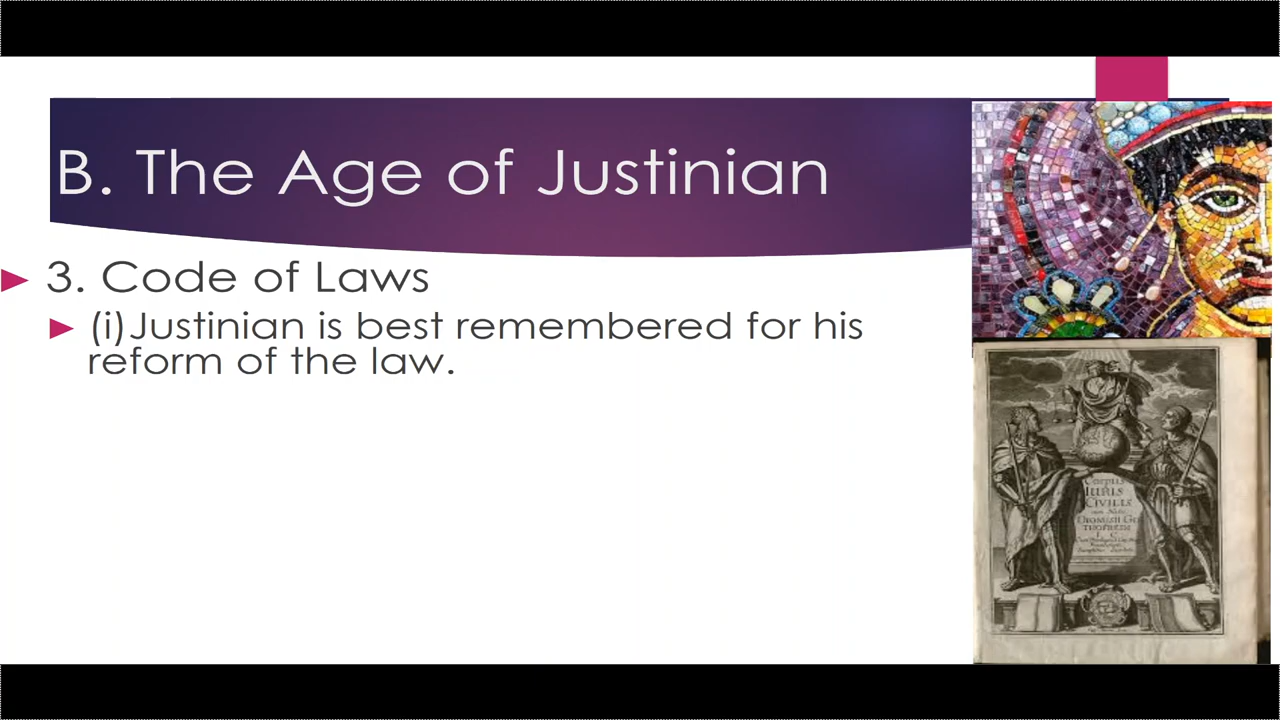 B. The Age of Justinian
3. Code of Laws
(i)Justinian is best remembered for his
reform of the law.
Corpus
IURIS
CIVILIS